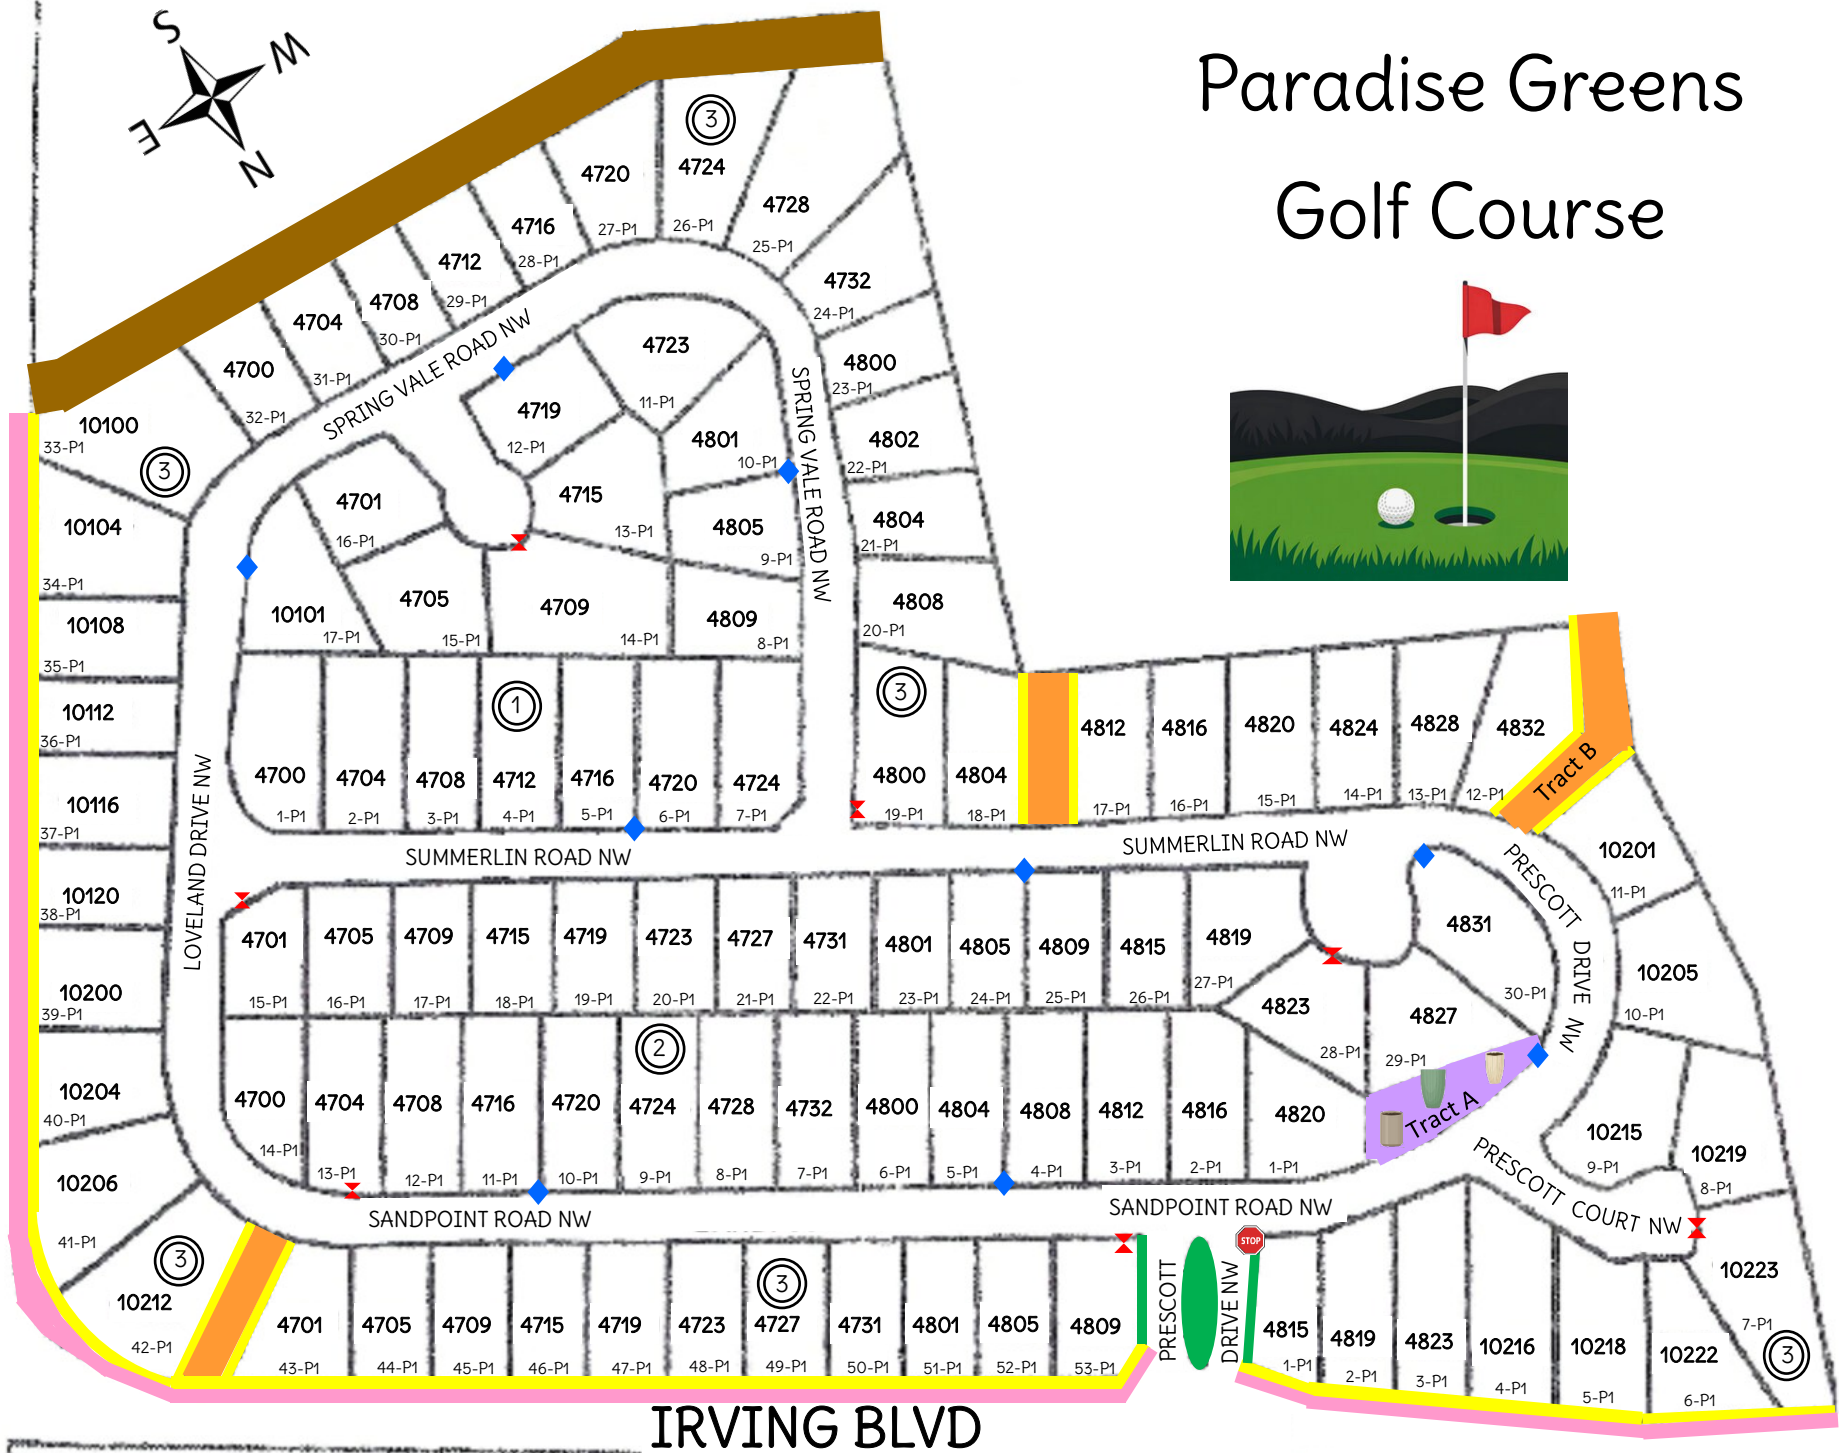 Paradise Greens
Golf Course
S
W
E
N
3
4720
27-P1
4724
26-P1
4728
25-P1
4716
28-P1
4712
29-P1
4732
24-P1
4708
30-P1
4704
31-P1
4700
32-P1
4800
23-P1
10100
33-P1
3
SPRING VALE ROAD NW
SPRING VALE ROAD NW
4723
11-P1
4719
12-P1
4801
10-P1
4802
22-P1
4701
16-P1
4715
13-P1
4805
9-P1
4804
21-P1
10104
34-P1
10101
17-P1
4705
15-P1
4709
14-P1
4809
8-P1
4808
20-P1
10108
35-P1
10112
36-P1
10116
37-P1
10120
38-P1
10200
39-P1
10204
40-P1
10206
41-P1
10212
42-P1
3
LOVELAND DRIVE NW
1
4700
1-P1
4704
2-P1
4708
3-P1
4712
4-P1
4716
5-P1
4720
6-P1
4724
7-P1
3
4800
19-P1
4804
18-P1
4812
17-P1
4816
16-P1
4820
15-P1
4824
14-P1
4828
13-P1
4832
12-P1
Tract B
SUMMERLIN ROAD NW
SUMMERLIN ROAD NW
PRESCOTT DRIVE NW
10201
11-P1
10205
10-P1
4701
15-P1
4705
16-P1
4709
17-P1
4715
18-P1
4719
19-P1
4723
20-P1
4727
21-P1
4731
22-P1
4801
23-P1
4805
24-P1
4809
25-P1
4815
26-P1
4819
27-P1
4823
28-P1
4827
29-P1
4831
30-P1
2
4700
14-P1
4704
13-P1
4708
12-P1
4716
11-P1
4720
10-P1
4724
9-P1
4728
8-P1
4732
7-P1
4800
6-P1
4804
5-P1
4808
4-P1
4812
3-P1
4816
2-P1
4820
1-P1
Tract A
10215
9-P1
10219
8-P1
PRESCOTT COURT NW
SANDPOINT ROAD NW
SANDPOINT ROAD NW
4701
43-P1
4705
44-P1
4709
45-P1
4715
46-P1
4719
47-P1
4723
48-P1
3
4727
49-P1
4731
50-P1
4801
51-P1
4805
52-P1
4809
53-P1
PRESCOTT
DRIVE NW
STOP
4815
1-P1
4819
2-P1
4823
3-P1
10216
4-P1
10218
5-P1
10222
6-P1
10223
7-P1
3
IRVING BLVD